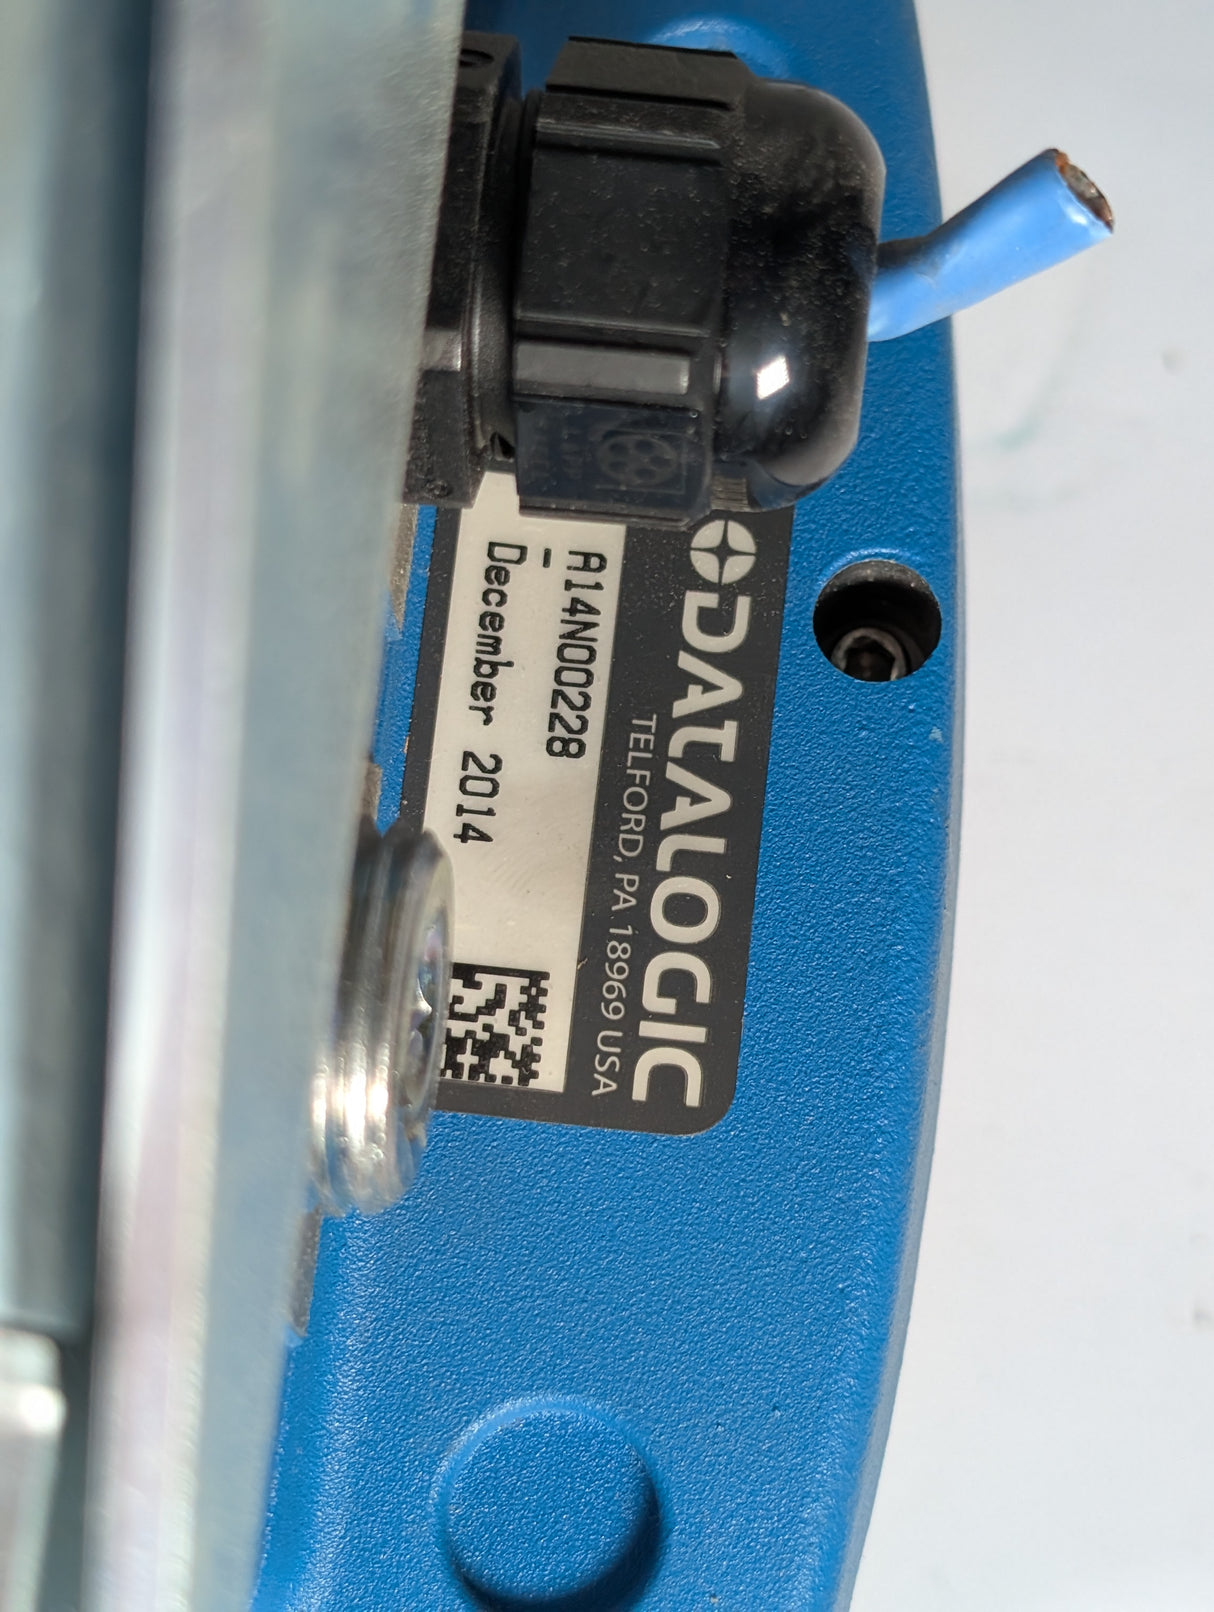 DATALOGIC
TELFORD, PA 18969 USA
A14N00228
-
December 2014